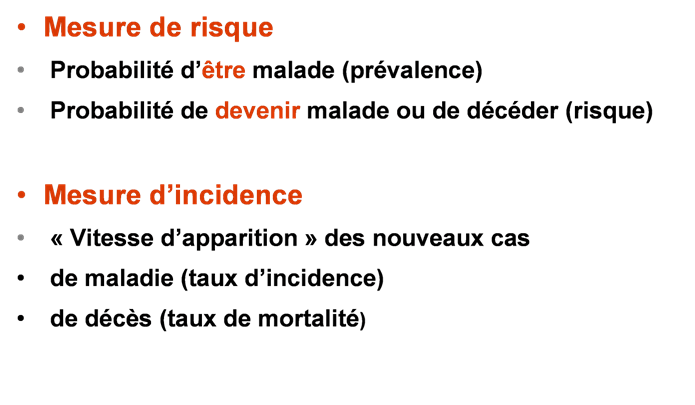 • Mesure de risque
• Probabilité d’être malade (prévalence)
• Probabilité de devenir malade ou de décéder (risque)
• Mesure d’incidence
• « Vitesse d’apparition » des nouveaux cas
• de maladie (taux d’incidence)
• de décès (taux de mortalité)